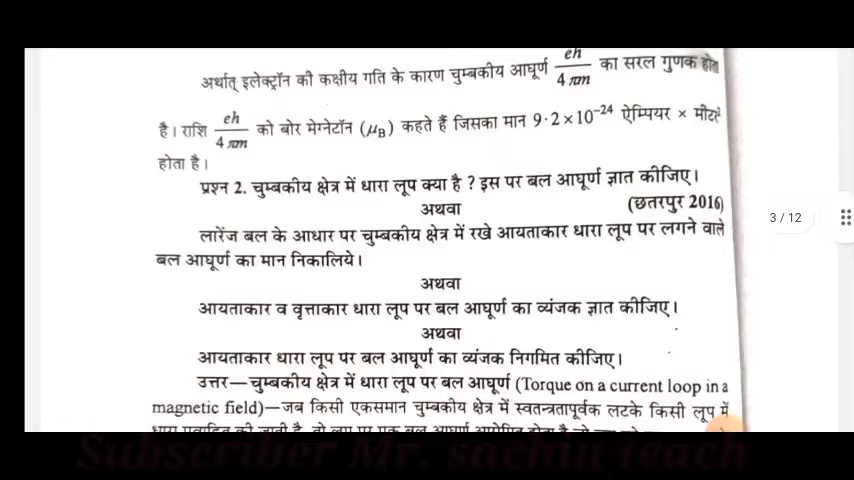 अर्थात् इलेक्ट्रॉन की कक्षीय गति के कारण चुम्बकीय आघूर्ण eh/4πm का सरल गुणक होता
है। राशि eh/4πm को बोर मेग्नेटॉन (μB) कहते हैं जिसका मान 9·2×10⁻²⁴ ऐम्पियर × मीटर²
होता है।
प्रश्न 2. चुम्बकीय क्षेत्र में धारा लूप क्या है ? इस पर बल आघूर्ण ज्ञात कीजिए।
अथवा (छतरपुर 2016)
लारेंज बल के आधार पर चुम्बकीय क्षेत्र में रखे आयताकार धारा लूप पर लगने वाले
बल आघूर्ण का मान निकालिये।
अथवा
आयताकार व वृत्ताकार धारा लूप पर बल आघूर्ण का व्यंजक ज्ञात कीजिए।
अथवा
आयताकार धारा लूप पर बल आघूर्ण का व्यंजक निगमित कीजिए।
उत्तर—चुम्बकीय क्षेत्र में धारा लूप पर बल आघूर्ण (Torque on a current loop in a
magnetic field)—जब किसी एकसमान चुम्बकीय क्षेत्र में स्वतन्त्रतापूर्वक लटके किसी लूप में
3 / 12
Subscriber Mr. sachin teach